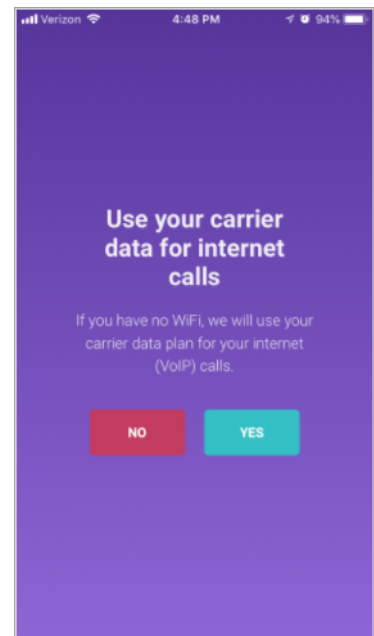 Verizon 4:48 PM 94%
Use your carrier
data for internet
calls
If you have no WiFi, we will use your
carrier data plan for your internet
(VoIP) calls.
NO YES